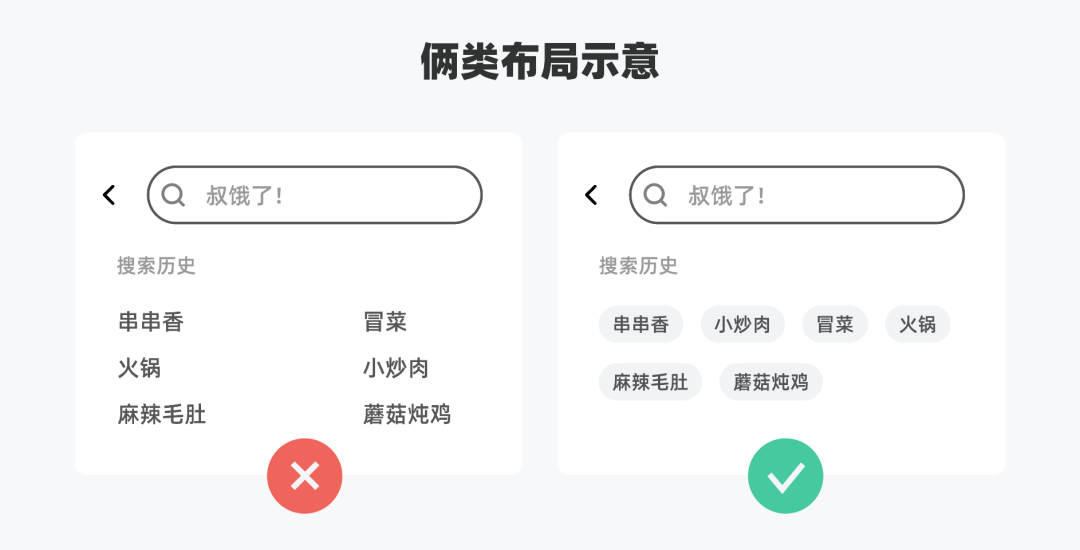 俩类布局示意
叔饿了！
搜索历史
串串香
冒菜
火锅
小炒肉
麻辣毛肚
蘑菇炖鸡
叔饿了！
搜索历史
串串香
小炒肉
冒菜
火锅
麻辣毛肚
蘑菇炖鸡